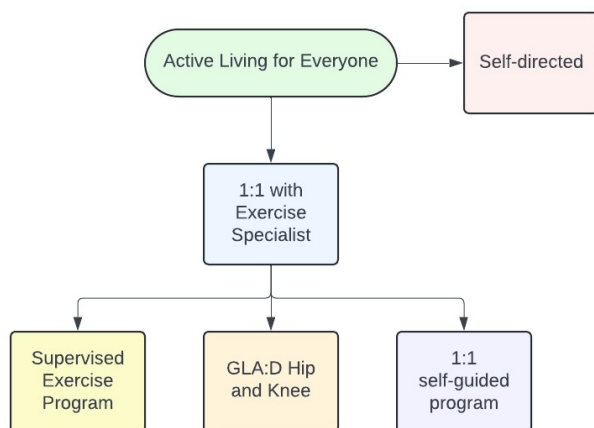 Active Living for Everyone
Self-directed
1:1 with
Exercise
Specialist
Supervised
Exercise
Program
GLA:D Hip
and Knee
1:1
self-guided
program